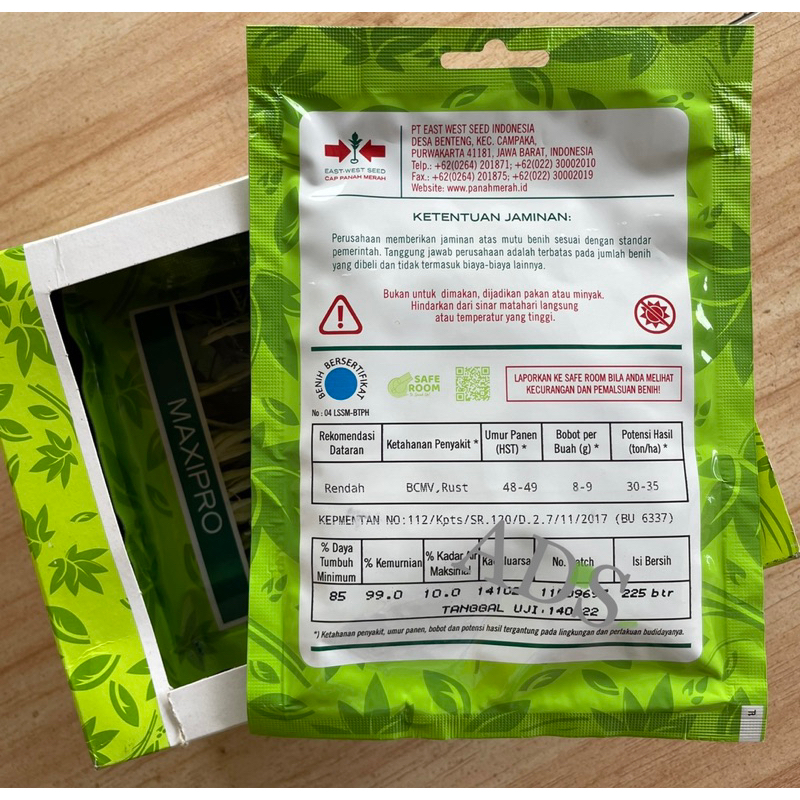 PT EAST WEST SEED INDONESIA
DESA BENTENG, KEC. CAMPAKA,
PURWAKARTA 41181, JAWA BARAT, INDONESIA
Telp.: +62(0264) 201871; +62(022) 30002010
Fax.: +62(0264) 201875; +62(022) 30002019
Website: www.panahmerah.id
EAST-WEST SEED
CAP PANAH MERAH
KETENTUAN JAMINAN:
Perusahaan memberikan jaminan atas mutu benih sesuai dengan standar
pemerintah. Tanggung jawab perusahaan adalah terbatas pada jumlah benih
yang dibeli dan tidak termasuk biaya-biaya lainnya.
Bukan untuk dimakan, dijadikan pakan atau minyak.
Hindarkan dari sinar matahari langsung
atau temperatur yang tinggi.
BENIH BERSERTIFIKAT
No : 04 LSSM-BTPH
SAFE
ROOM
LAPORKAN KE SAFE ROOM BILA ANDA MELIHAT
KECURANGAN DAN PEMALSUAN BENIH!
Rekomendasi Dataran Ketahanan Penyakit * Umur Panen (HST) * Bobot per Buah (g) * Potensi Hasil (ton/ha) *
Rendah BCMV,Rust 48-49 8-9 30-35
KEPMENTAN NO:112/Kpts/SR.120/D.2.7/11/2017 (BU 6337)
% Daya Tumbuh Minimum % Kemurnian % Kadar Maksimal Isi Bersih
85 99.0 10.0 225 btr
TANGGAL UJI:
*) Ketahanan penyakit, umur panen, bobot dan potensi hasil tergantung pada lingkungan dan perlakuan budidayanya.
ADS
MAXIPRO